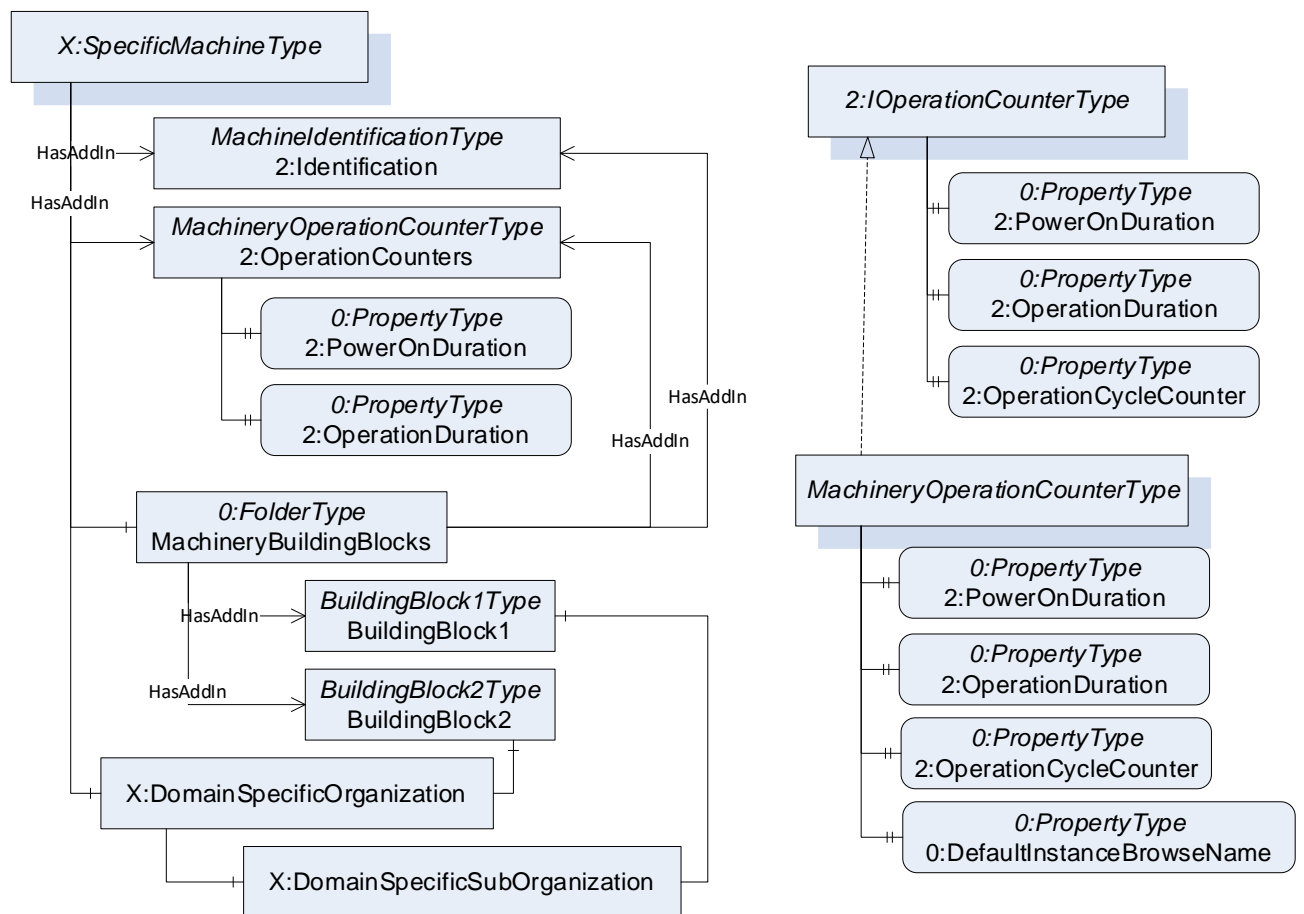 X:SpecificMachineType
HasAddIn
MachineIdentificationType
2:Identification
HasAddIn
MachineryOperationCounterType
2:OperationCounters
0:PropertyType
2:PowerOnDuration
0:PropertyType
2:OperationDuration
HasAddIn
HasAddIn
0:FolderType
MachineryBuildingBlocks
HasAddIn
BuildingBlock1Type
BuildingBlock1
HasAddIn
BuildingBlock2Type
BuildingBlock2
X:DomainSpecificOrganization
X:DomainSpecificSubOrganization
2:IOperationCounterType
0:PropertyType
2:PowerOnDuration
0:PropertyType
2:OperationDuration
0:PropertyType
2:OperationCycleCounter
MachineryOperationCounterType
0:PropertyType
2:PowerOnDuration
0:PropertyType
2:OperationDuration
0:PropertyType
2:OperationCycleCounter
0:PropertyType
0:DefaultInstanceBrowseName